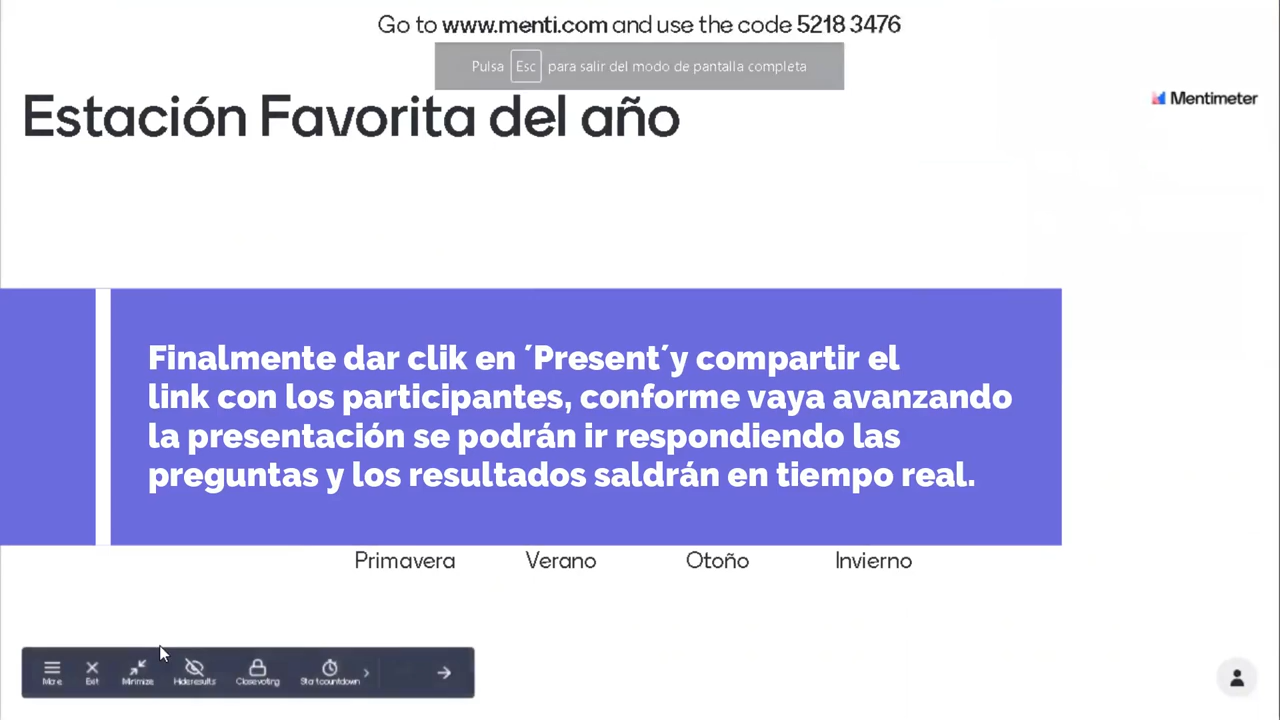 Go to www.menti.com and use the code 5218 3476
Pulsa Esc para salir del modo de pantalla completa
Estación Favorita del año
Mentimeter
Finalmente dar clik en ´Present´y compartir el
link con los participantes, conforme vaya avanzando
la presentación se podrán ir respondiendo las
preguntas y los resultados saldrán en tiempo real.
Primavera Verano Otoño Invierno
More Exit Minimize Hide results Close voting Start countdown